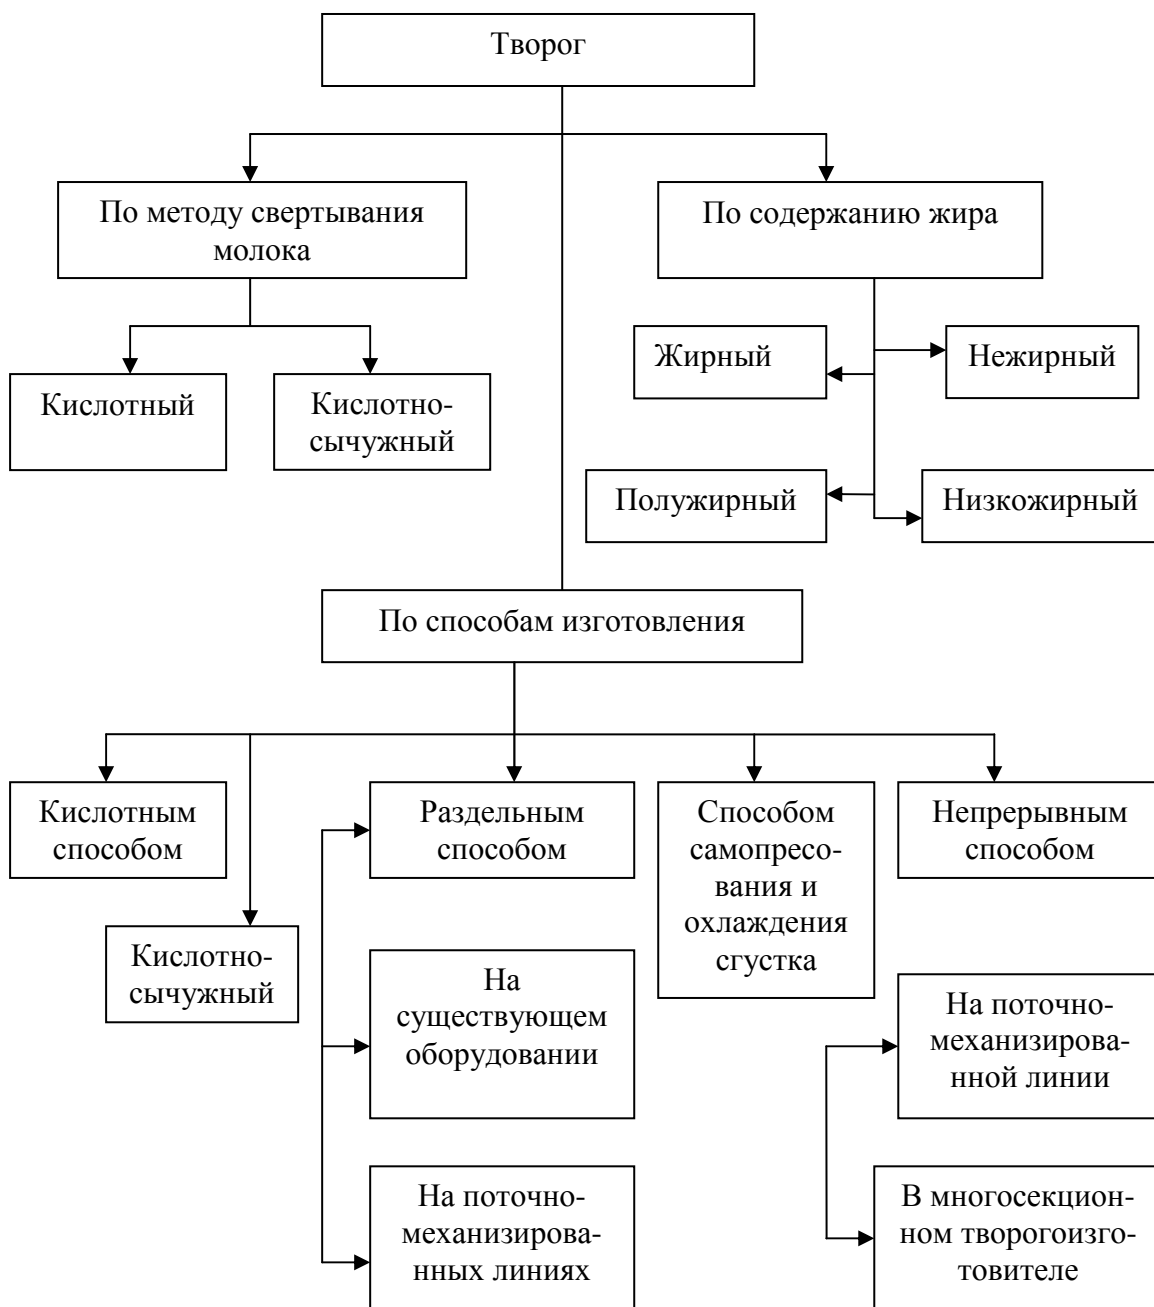 Творог
По методу свертывания
молока
По содержанию жира
Жирный
Нежирный
Кислотный
Кислотно-
сычужный
Полужирный
Низкожирный
По способам изготовления
Кислотным
способом
Раздельным
способом
Способом
самопресо-
вания и
охлаждения
сгустка
Непрерывным
способом
Кислотно-
сычужный
На
существующем
оборудовании
На поточно-
механизирова-
нной линии
На поточно-
механизирова-
нных линиях
В многосекцион-
ном творогоизго-
товителе